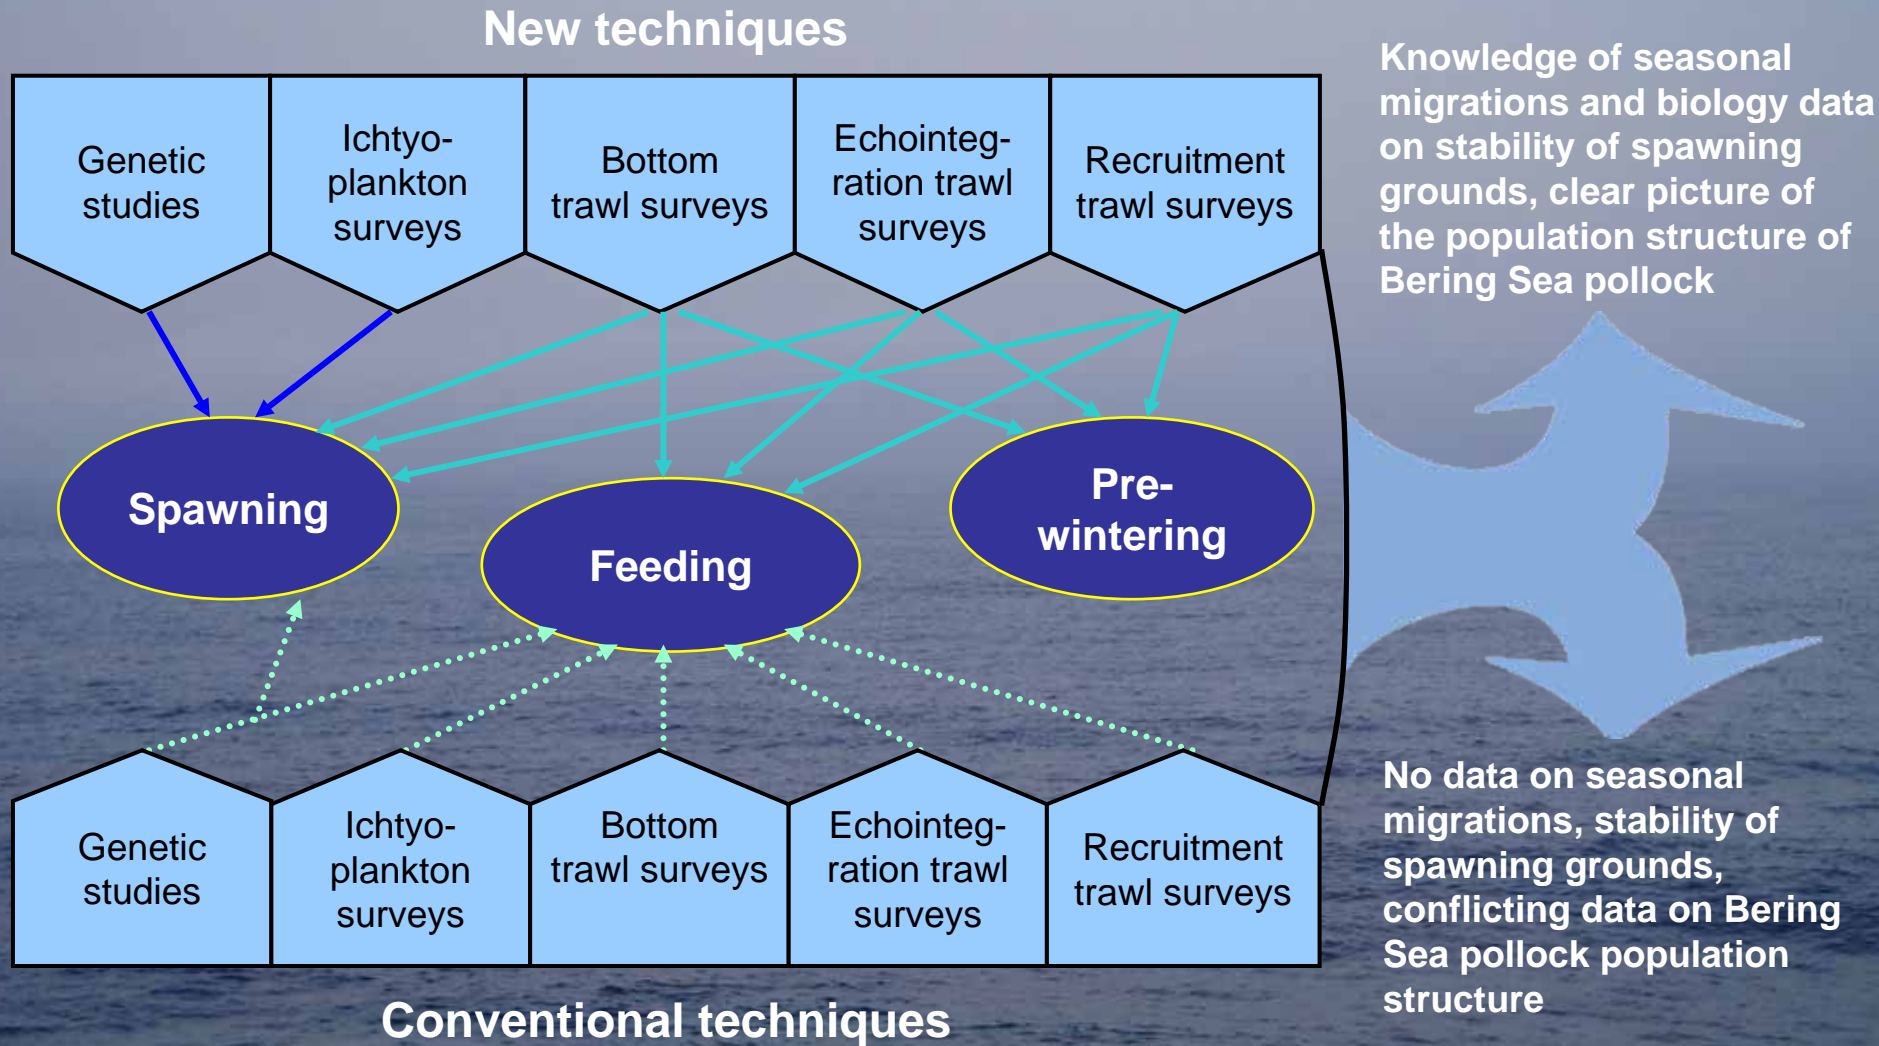 New techniques
Genetic
studies
Ichtyo-
plankton
surveys
Bottom
trawl surveys
Echointeg-
ration trawl
surveys
Recruitment
trawl surveys
Knowledge of seasonal
migrations and biology data
on stability of spawning
grounds, clear picture of
the population structure of
Bering Sea pollock
Spawning
Feeding
Pre-
wintering
Genetic
studies
Ichtyo-
plankton
surveys
Bottom
trawl surveys
Echointeg-
ration trawl
surveys
Recruitment
trawl surveys
No data on seasonal
migrations, stability of
spawning grounds,
conflicting data on Bering
Sea pollock population
structure
Conventional techniques